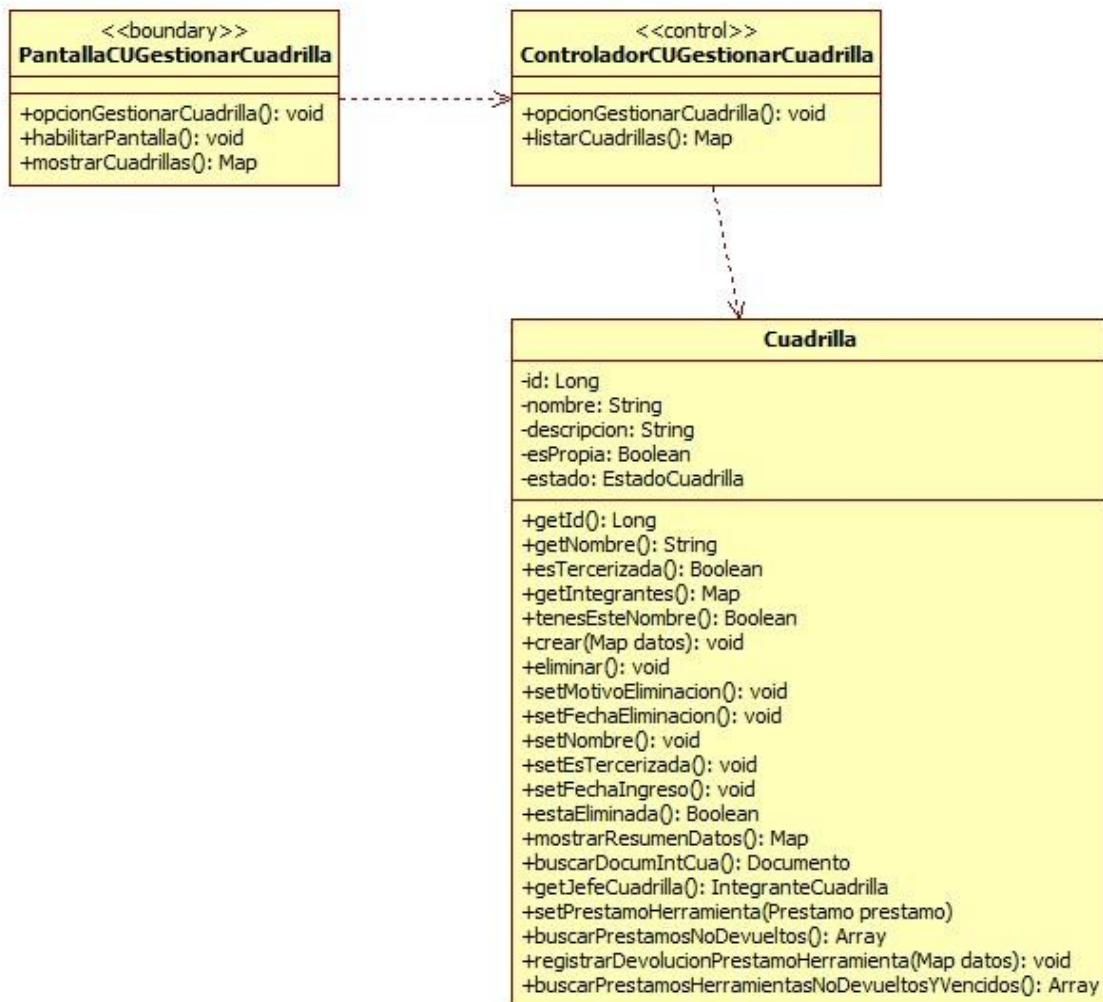 <<boundary>>
PantallaCUGestionarCuadrilla
+opcionGestionarCuadrilla(): void
+habilitarPantalla(): void
+mostrarCuadrillas(): Map
<<control>>
ControladorCUGestionarCuadrilla
+opcionGestionarCuadrilla(): void
+listarCuadrillas(): Map
Cuadrilla
-id: Long
-nombre: String
-descripcion: String
-esPropia: Boolean
-estado: EstadoCuadrilla
+getId(): Long
+getNombre(): String
+esTercerizada(): Boolean
+getIntegrantes(): Map
+tenesEsteNombre(): Boolean
+crear(Map datos): void
+eliminar(): void
+setMotivoEliminacion(): void
+setFechaEliminacion(): void
+setNombre(): void
+setEsTercerizada(): void
+setFechaIngreso(): void
+estaEliminada(): Boolean
+mostrarResumenDatos(): Map
+buscarDocumIntCua(): Documento
+getJefeCuadrilla(): IntegranteCuadrilla
+setPrestamoHerramienta(Prestamo prestamo)
+buscarPrestamosNoDevueltos(): Array
+registrarDevolucionPrestamoHerramienta(Map datos): void
+buscarPrestamosHerramientasNoDevueltosYVencidos(): Array